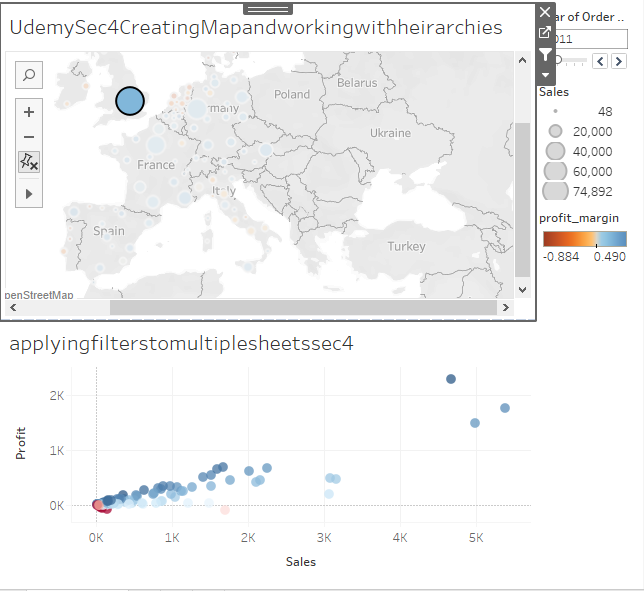 UdemySec4CreatingMapandworkingwithheirarchies
ar of Order ..
011
Belarus
Poland
many
Ukraine
France
Italy
Spain
Turkey
penStreetMap
Sales
48
20,000
40,000
60,000
74,892
profit_margin
-0.884 0.490
applyingfilterstomultiplesheetssec4
2K
1K
0K
Profit
0K 1K 2K 3K 4K 5K
Sales